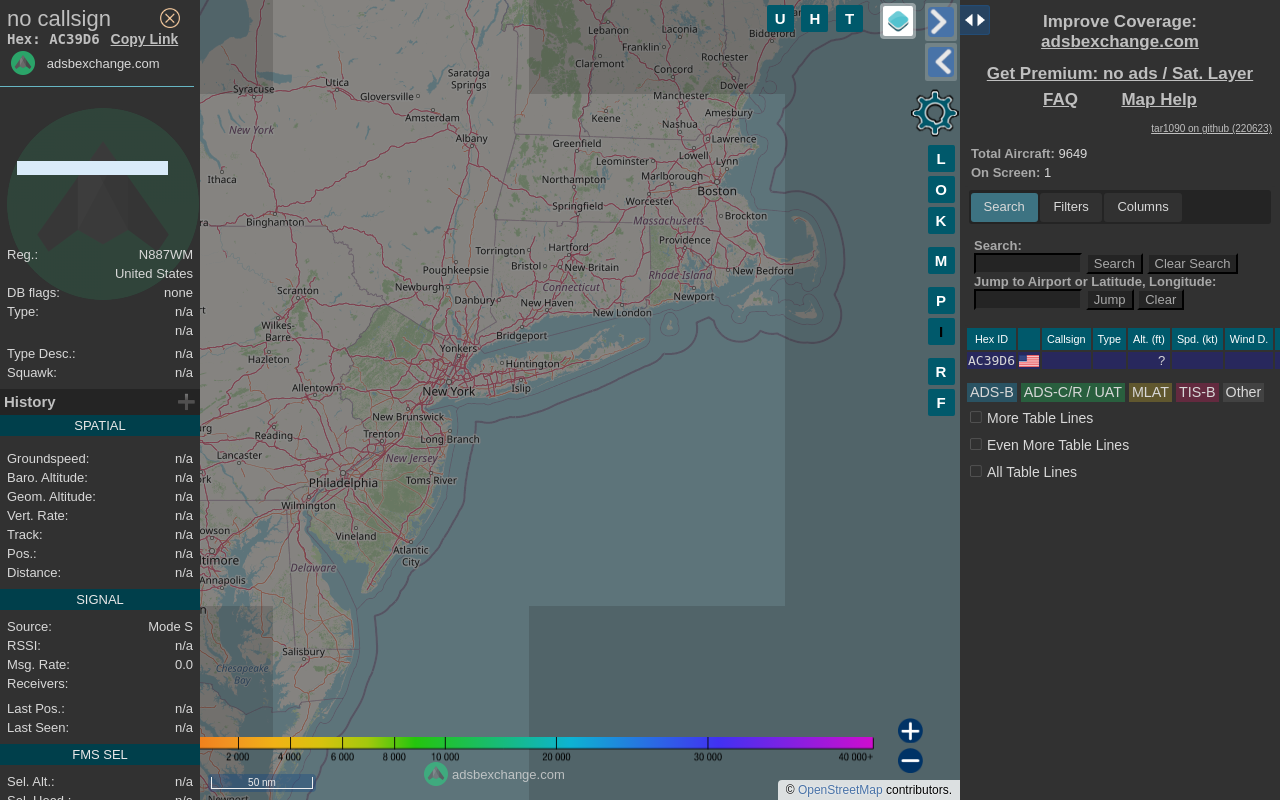 no callsign
Hex: AC39D6 Copy Link
adsbexchange.com
Reg.: N887WM
United States
DB flags: none
Type: n/a
n/a
Type Desc.: n/a
Squawk: n/a
History
SPATIAL
Groundspeed: n/a
Baro. Altitude: n/a
Geom. Altitude: n/a
Vert. Rate: n/a
Track: n/a
Pos.: n/a
Distance: n/a
SIGNAL
Source: Mode S
RSSI: n/a
Msg. Rate: 0.0
Receivers:
Last Pos.: n/a
Last Seen: n/a
FMS SEL
Sel. Alt.: n/a
Sel. Head.: n/a
U H T
Lebanon
Laconia
Biddeford
Franklin
Rochester
Claremont
Concord
Dover
Saratoga
Springs
Utica
Syracuse
Gloversville
Manchester
Amesbury
Amsterdam
Keene
Nashua
New York
Albany
Greenfield
Lawrence
Leominster
Lowell
Lynn
Ithaca
Northampton
Marlborough
Boston
Worcester
Springfield
Massachusetts
Brockton
Binghamton
Providence
Hartford
Torrington
Bristol
New Britain
Poughkeepsie
Rhode Island
New Bedford
Newburgh
Connecticut
Scranton
Danbury
New Haven
Newport
New London
Wilkes-
Barre
Bridgeport
Yonkers
Hazleton
Huntington
Allentown
New York
Islip
New Brunswick
Reading
Trenton
Long Branch
Lancaster
New Jersey
Philadelphia
Toms River
Wilmington
Vineland
Atlantic
City
Delaware
Annapolis
Salisbury
Chesapeake
Bay
L
O
K
M
P
I
R
F
2 000 4 000 6 000 8 000 10 000 20 000 30 000 40 000+
50 nm
adsbexchange.com
© OpenStreetMap contributors.
Improve Coverage:
adsbexchange.com
Get Premium: no ads / Sat. Layer
FAQ Map Help
tar1090 on github (220623)
Total Aircraft: 9649
On Screen: 1
Search Filters Columns
Search:
Search Clear Search
Jump to Airport or Latitude, Longitude:
Jump Clear
Hex ID Callsign Type Alt. (ft) Spd. (kt) Wind D.
AC39D6 ?
ADS-B ADS-C/R / UAT MLAT TIS-B Other
More Table Lines
Even More Table Lines
All Table Lines